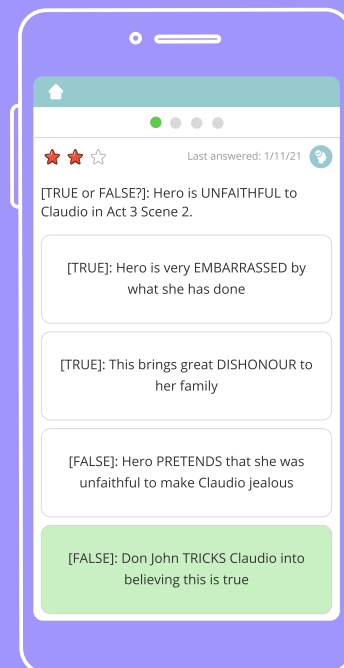 Last answered: 1/11/21
[TRUE or FALSE?]: Hero is UNFAITHFUL to
Claudio in Act 3 Scene 2.
[TRUE]: Hero is very EMBARRASSED by
what she has done
[TRUE]: This brings great DISHONOUR to
her family
[FALSE]: Hero PRETENDS that she was
unfaithful to make Claudio jealous
[FALSE]: Don John TRICKS Claudio into
believing this is true